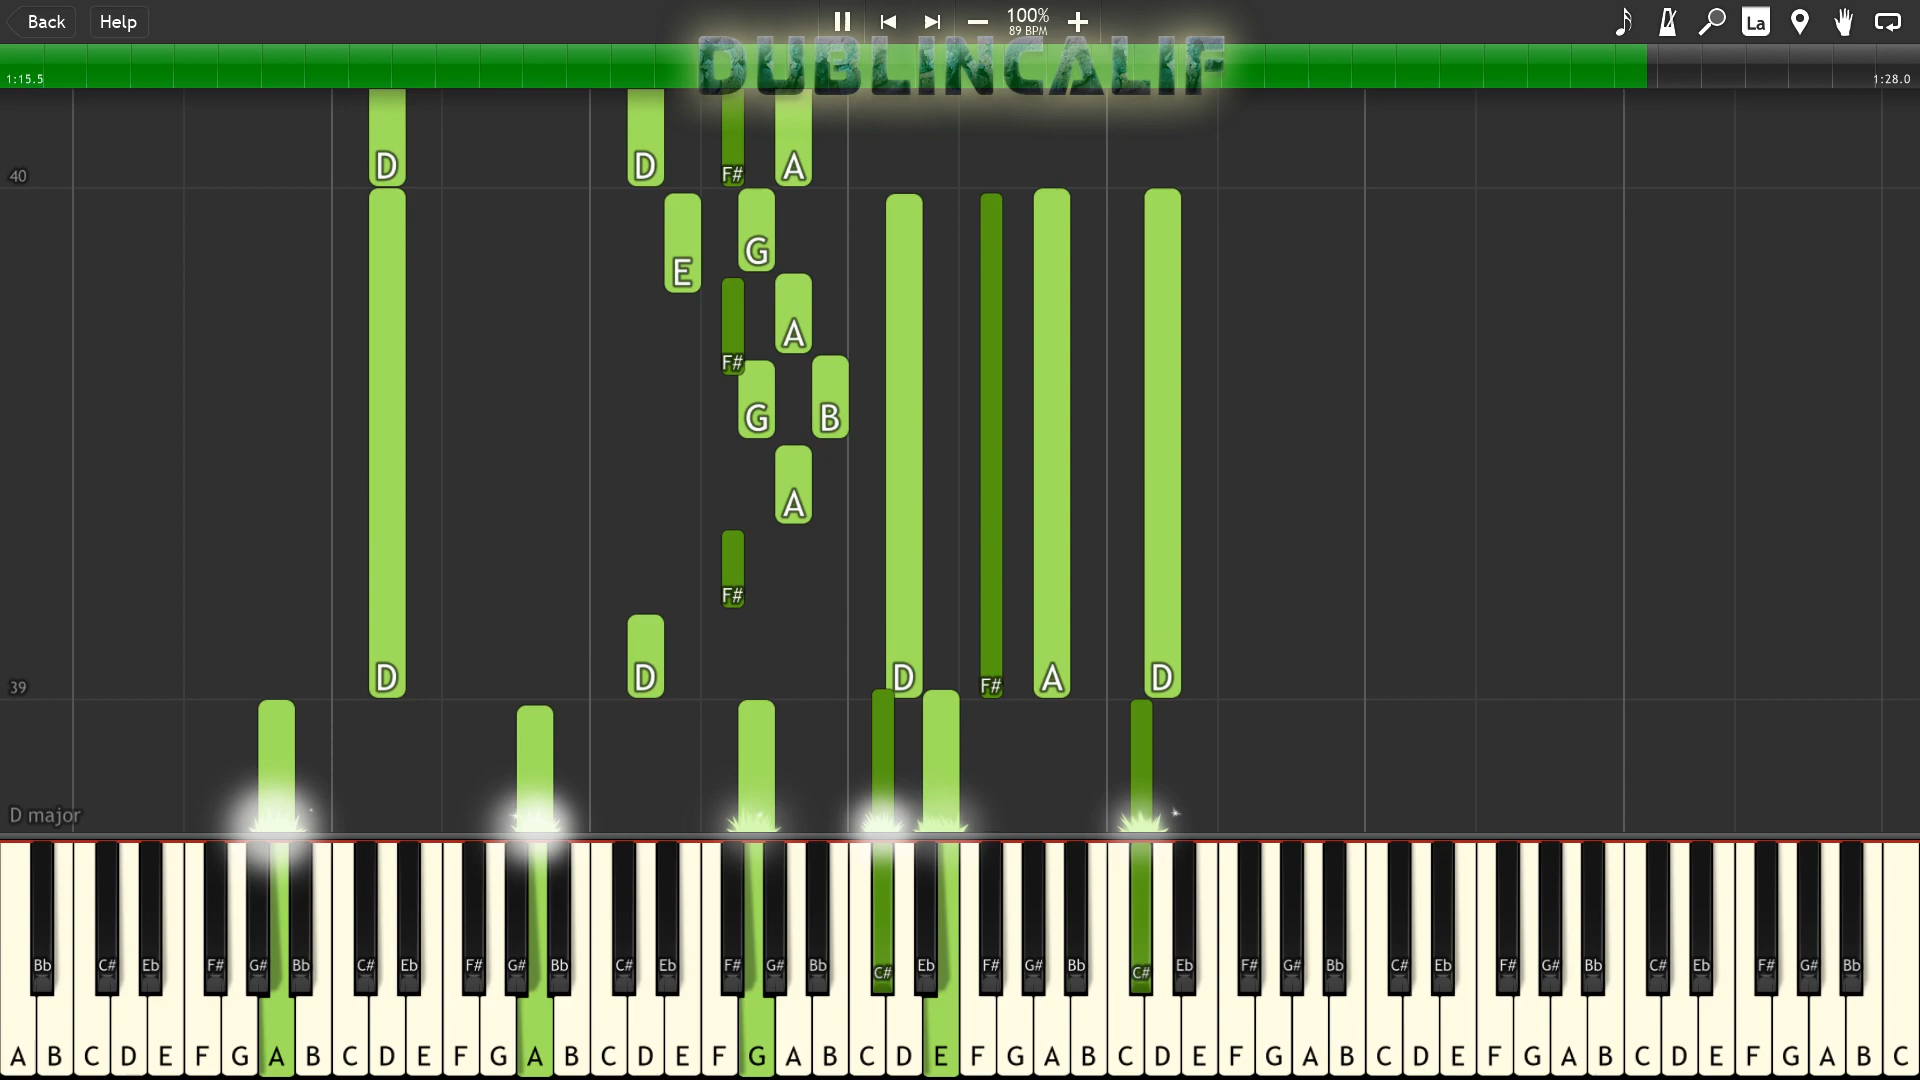 Back Help 100% La
89 BPM
DUBLINCALIF
1:15.5 1:28.0
D D F# A
40
E G
F# A
G B
A
F#
D D D F# A D
39
D major
Bb C# Eb F# G# Bb C# Eb F# G# Bb C# Eb F# G# Bb C# Eb F# G# Bb C# Eb F# G# Bb C# Eb F# G# Bb C# Eb F# G# Bb
A B C D E F G A B C D E F G A B C D E F G A B C D E F G A B C D E F G A B C D E F G A B C D E F G A B C